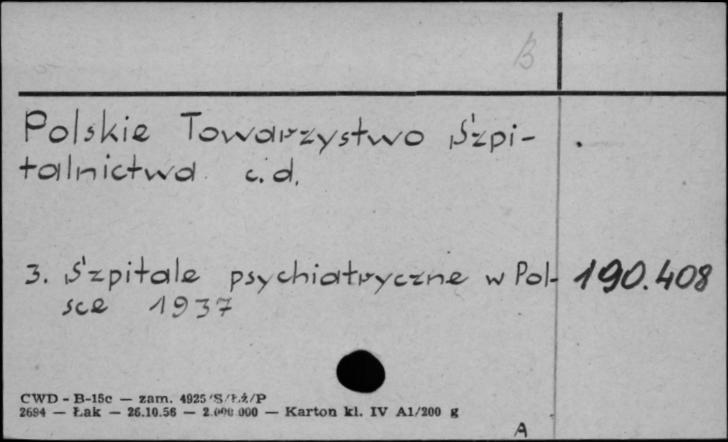 B
Polskie Towarzystwo Szpi-
talnictwa c.d.
3. Szpitale psychiatryczne w Pol- 190.408
sce 1937
CWD - B-15c — zam. 4925/S/Łż/P
2694 — Łak — 26.10.56 — 2.000.000 — Karton kl. IV A1/200 g
A